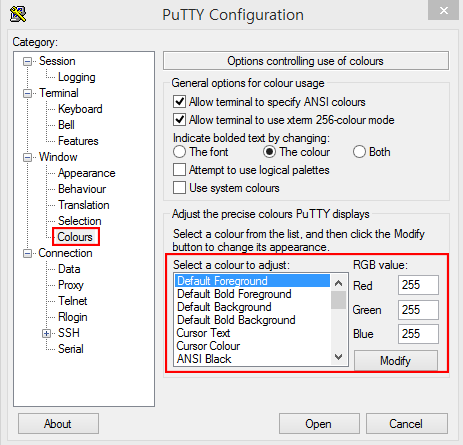 PuTTY Configuration
Category:
Session
Logging
Terminal
Keyboard
Bell
Features
Window
Appearance
Behaviour
Translation
Selection
Colours
Connection
Data
Proxy
Telnet
Rlogin
SSH
Serial
Options controlling use of colours
General options for colour usage
Allow terminal to specify ANSI colours
Allow terminal to use xterm 256-colour mode
Indicate bolded text by changing:
The font The colour Both
Attempt to use logical palettes
Use system colours
Adjust the precise colours PuTTY displays
Select a colour from the list, and then click the Modify
button to change its appearance.
Select a colour to adjust:
Default Foreground
Default Bold Foreground
Default Background
Default Bold Background
Cursor Text
Cursor Colour
ANSI Black
RGB value:
Red 255
Green 255
Blue 255
Modify
About Open Cancel